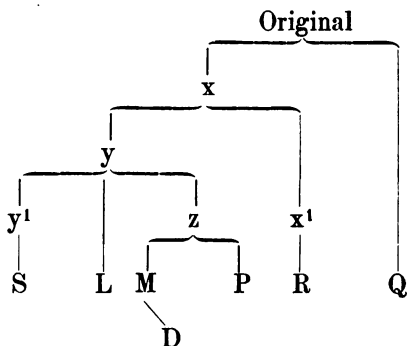 Original
x
y
y¹ z x¹
S L M P R Q
D